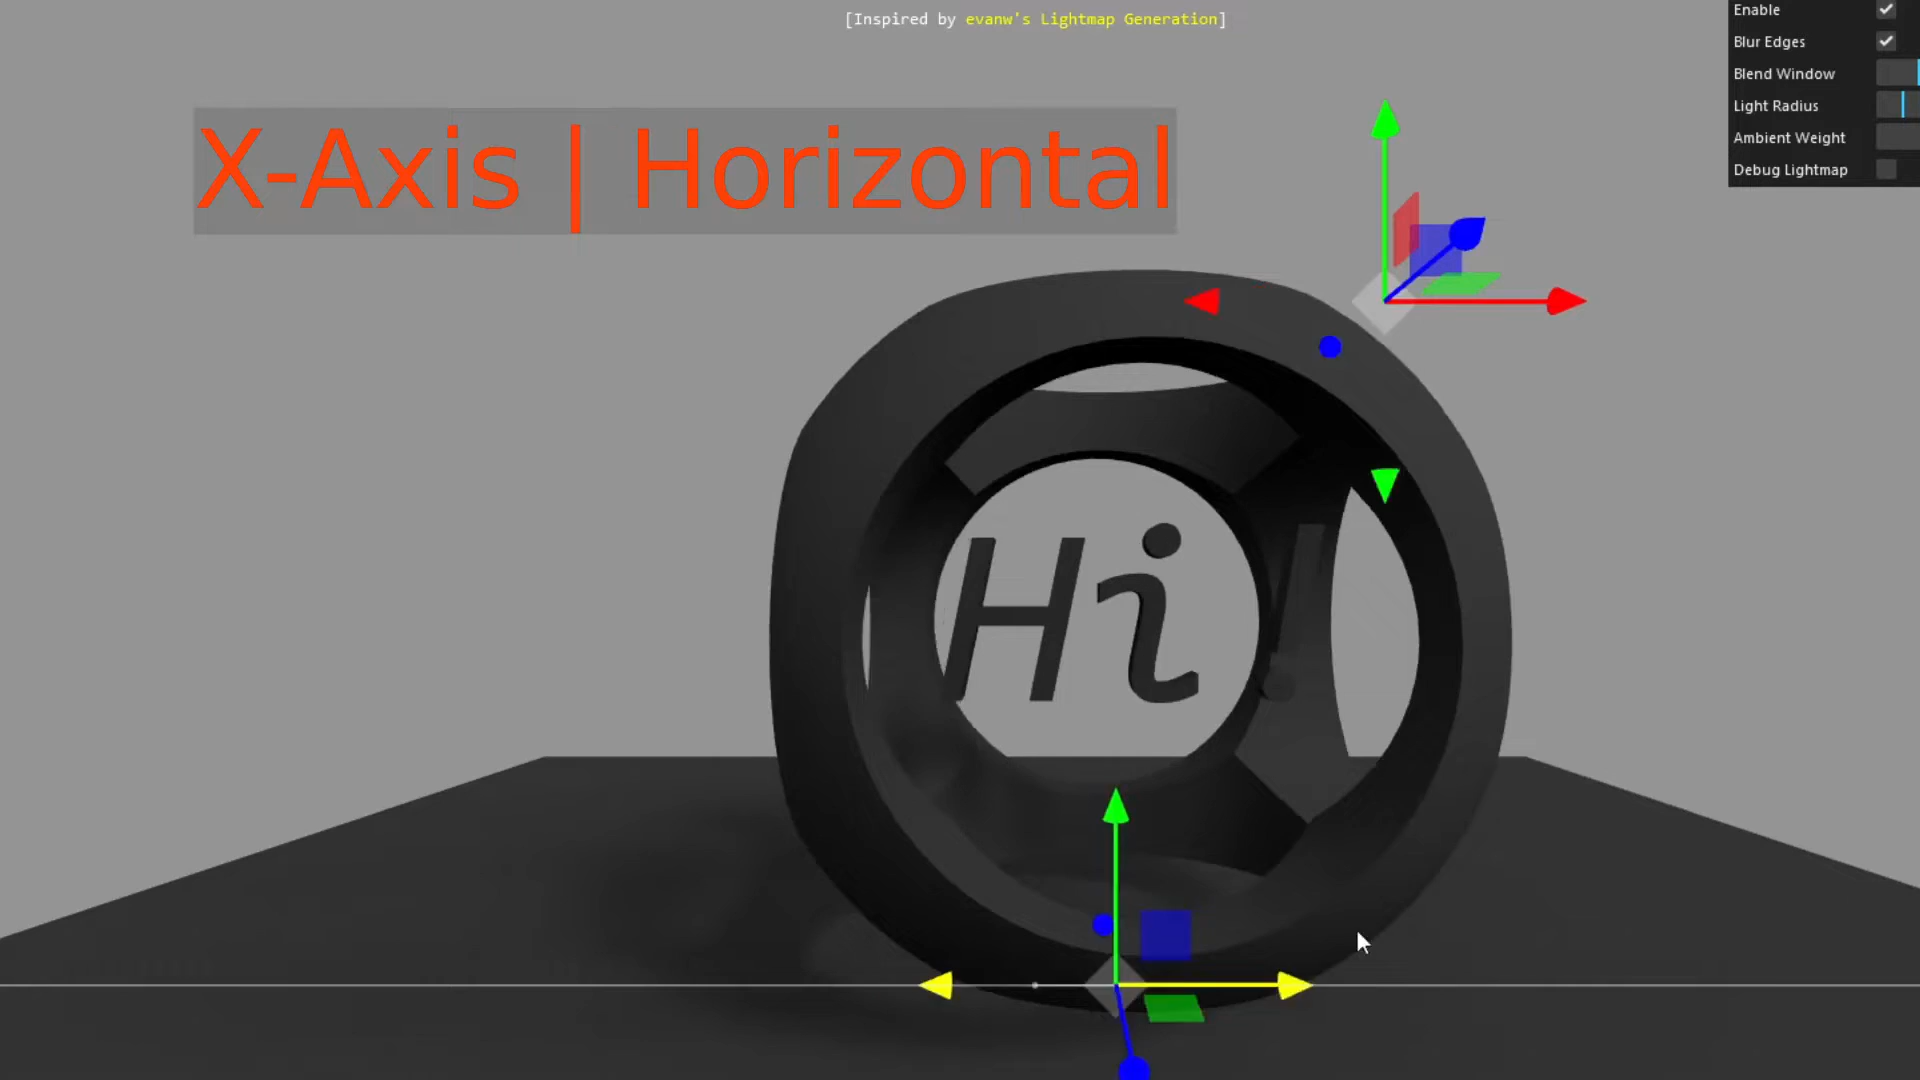 [Inspired by evanw's Lightmap Generation]
Enable
Blur Edges
Blend Window
Light Radius
Ambient Weight
Debug Lightmap
X-Axis | Horizontal
Hi